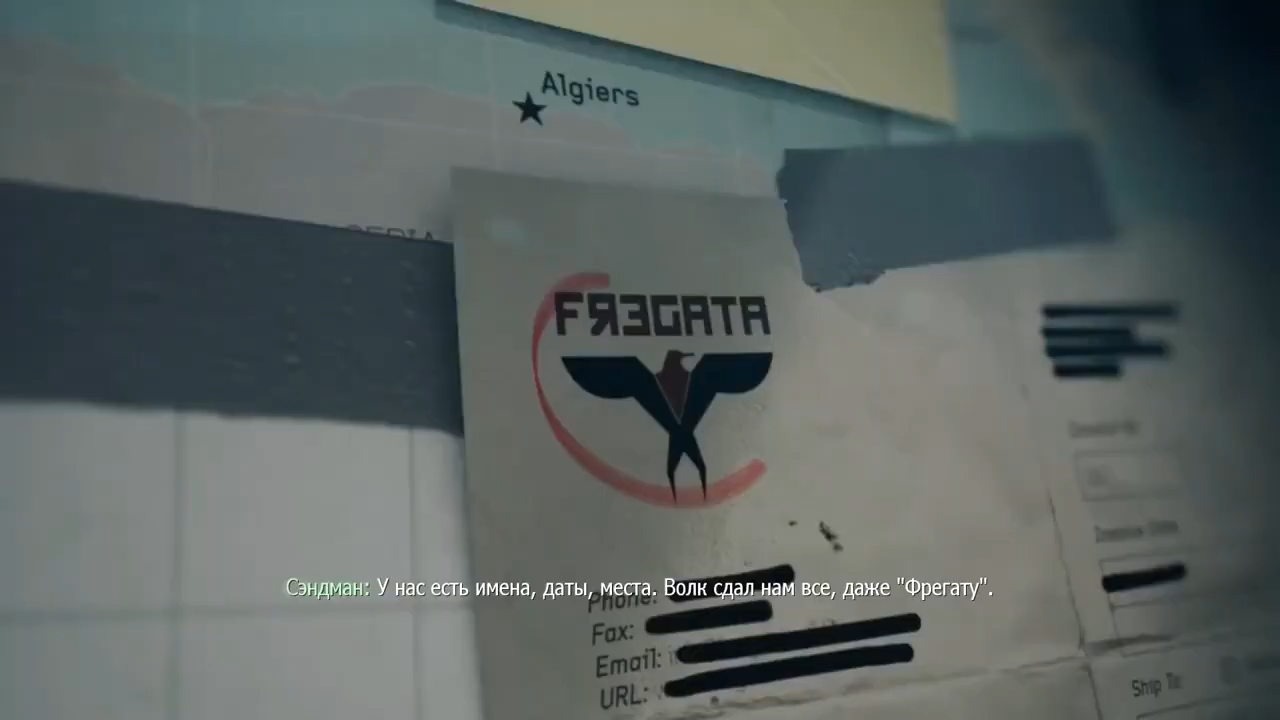 Algiers
FЯƎGATA
Сэндман: У нас есть имена, даты, места. Волк сдал нам все, даже "Фрегату".
Phone:
Fax:
Email:
URL:
Ship To: